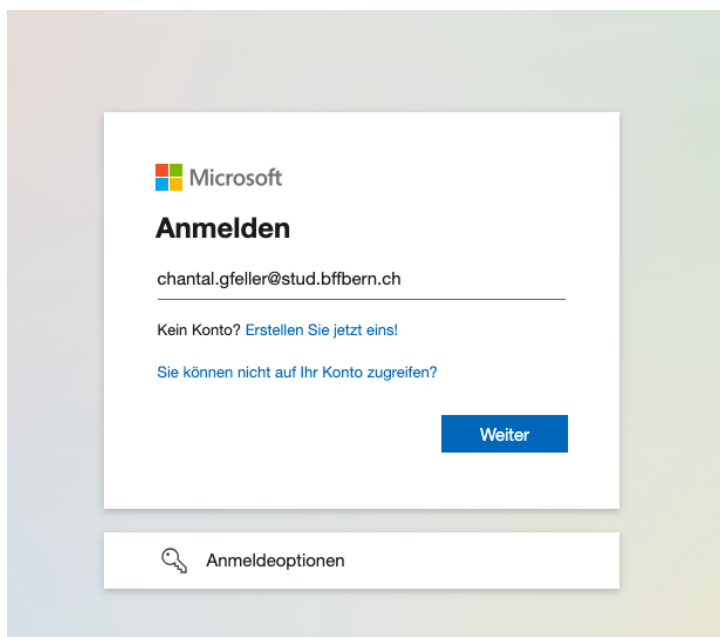 Microsoft
Anmelden
chantal.gfeller@stud.bffbern.ch
Kein Konto? Erstellen Sie jetzt eins!
Sie können nicht auf Ihr Konto zugreifen?
Weiter
Anmeldeoptionen